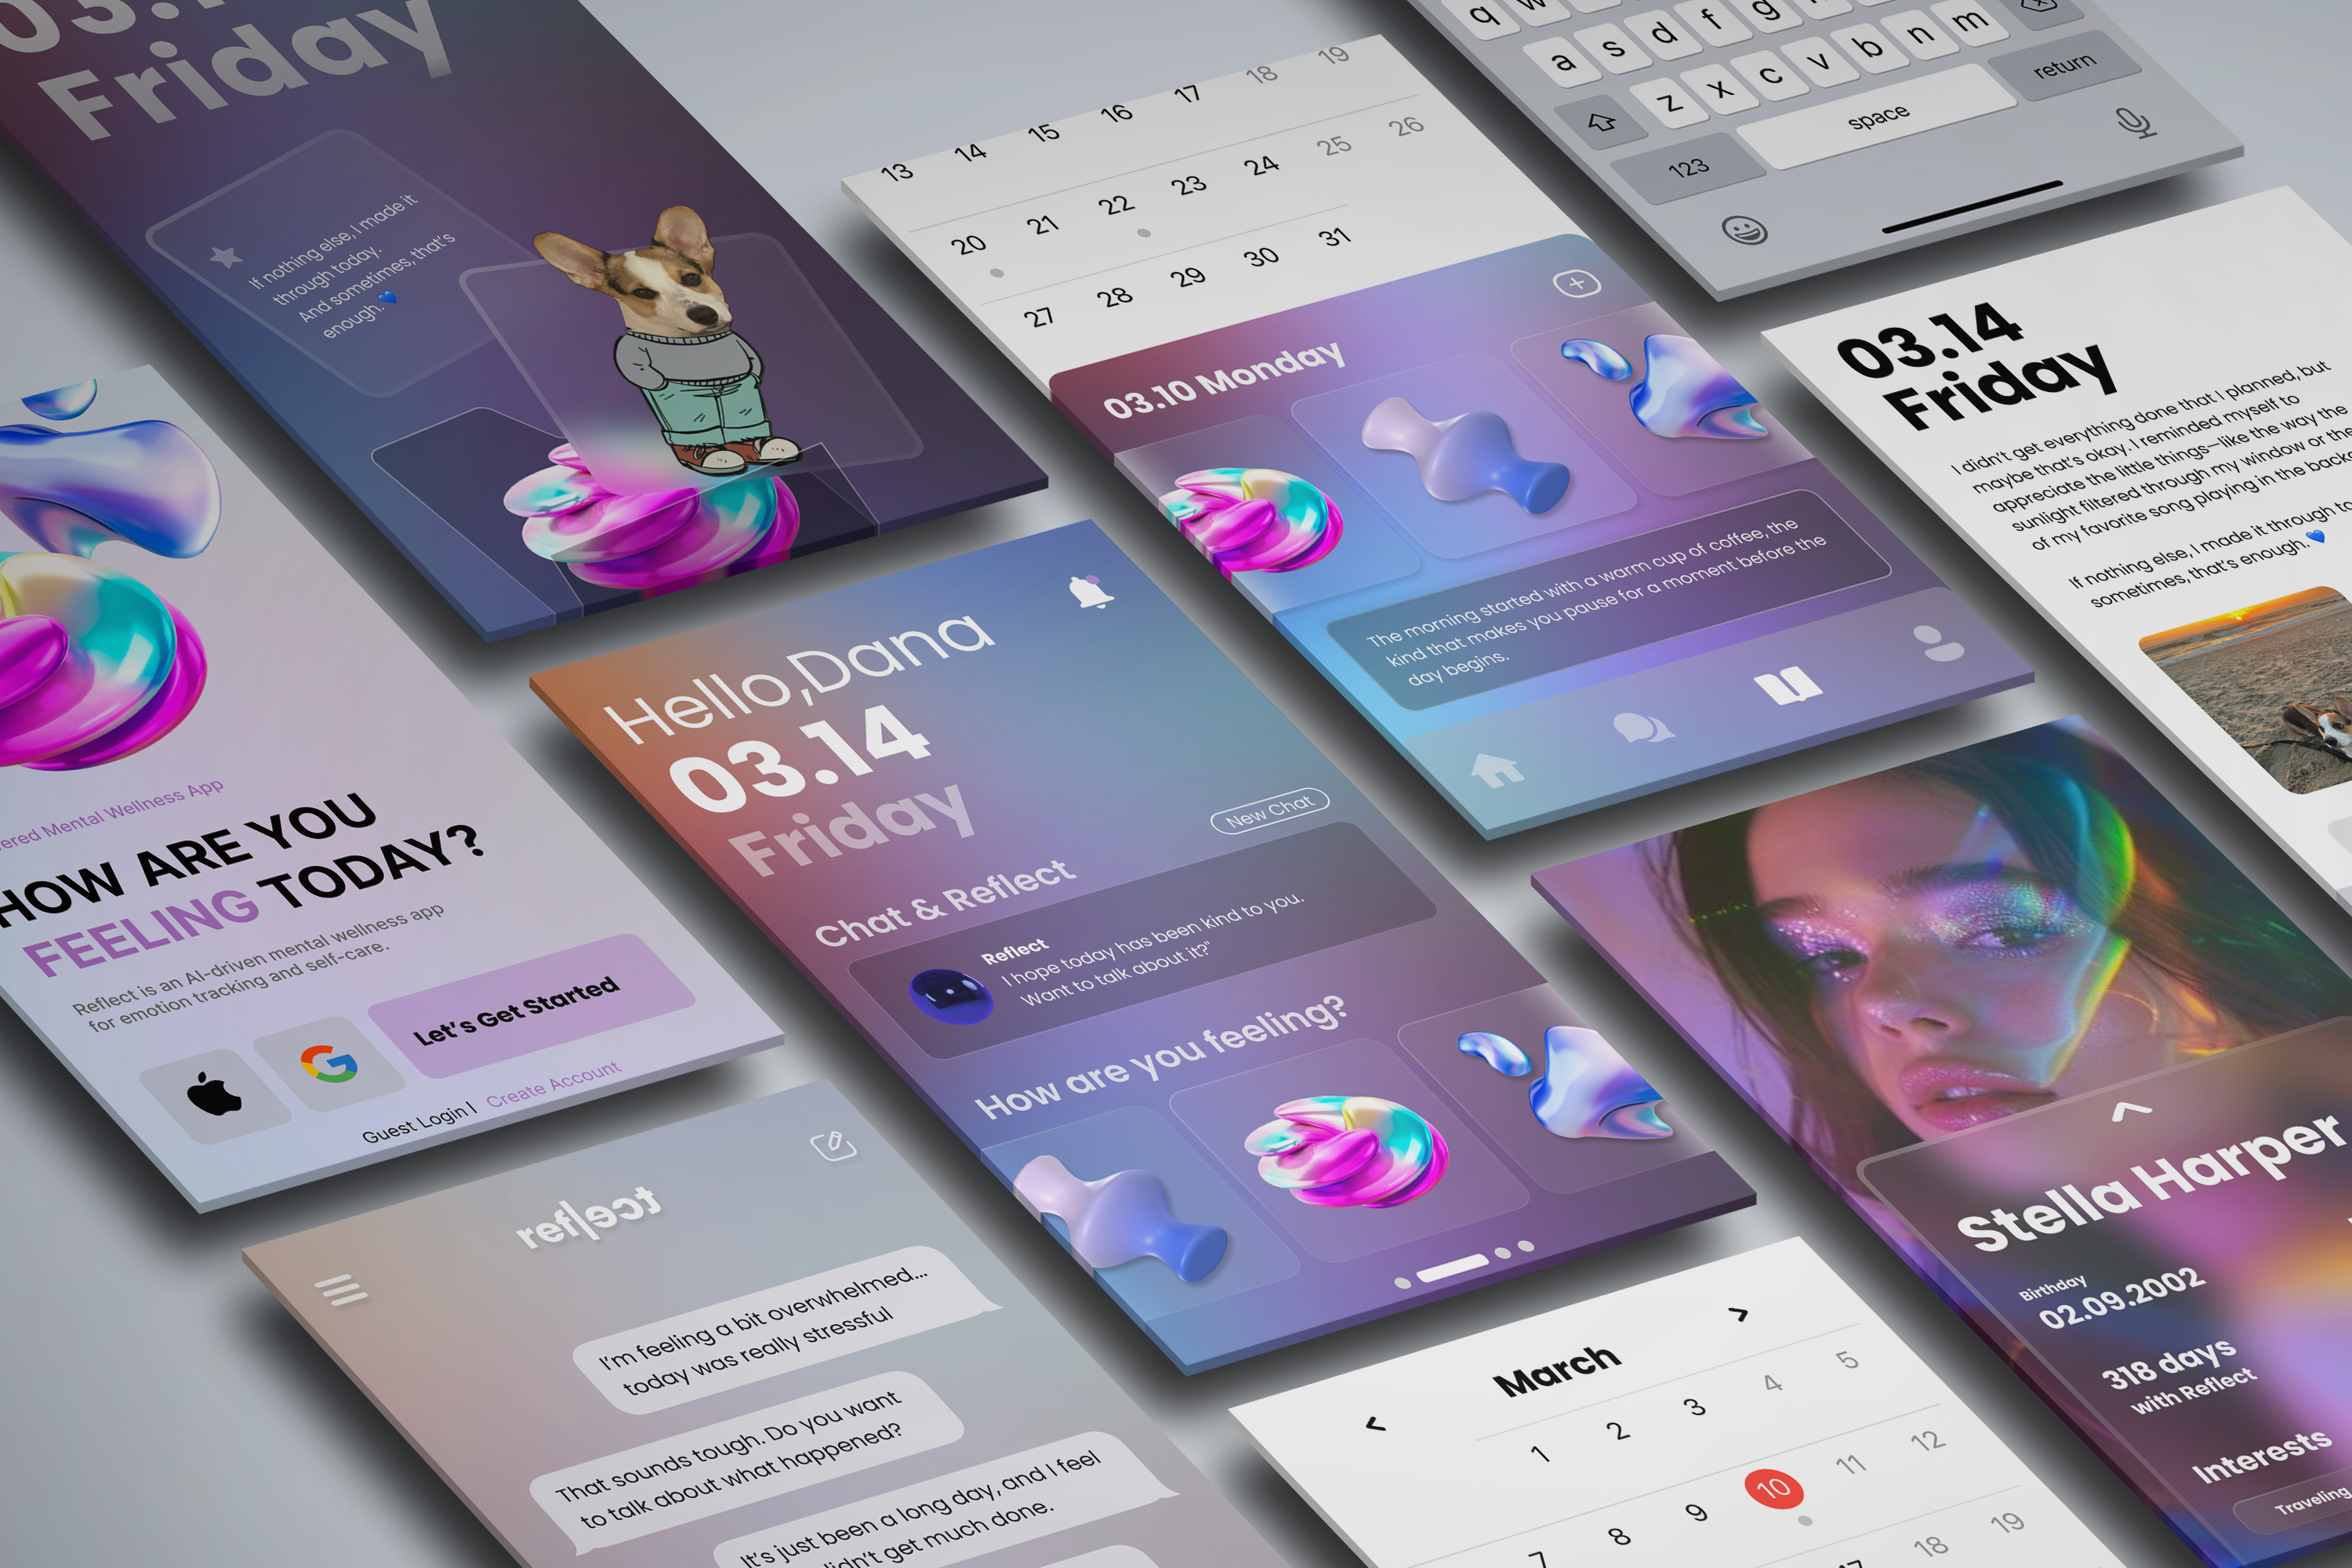 Friday
If nothing else, I made it
through today.
And sometimes, that's
enough.💙
Mental Wellness App
HOW ARE YOU
FEELING TODAY?
Reflect is an AI-driven mental wellness app
for emotion tracking and self-care.
Let's Get Started
Guest Login | Create Account
reflect
I'm feeling a bit overwhelmed...
today was really stressful
That sounds tough. Do you want
to talk about what happened?
It's just been a long day, and I feel
didn't get much done.
Hello,Dana
03.14
Friday
New Chat
Chat & Reflect
Reflect
I hope today has been kind to you.
Want to talk about it?"
How are you feeling?
13 14 15 16 17 18 19
20 21 22 23 24 25 26
27 28 29 30 31
03.10 Monday
The morning started with a warm cup of coffee, the
kind that makes you pause for a moment before the
day begins.
March
1 2 3 4 5
7 8 9 10 11 12
17 18 19
q w
a s d f g
z x c v b n m
123 space return
03.14
Friday
I didn't get everything done that I planned, but
maybe that's okay. I reminded myself to
appreciate the little things—like the way the
sunlight filtered through my window or the
of my favorite song playing in the
If nothing else, I made it through
sometimes, that's enough.💙
Stella Harper
Birthday
02.09.2002
318 days
with Reflect
Interests
Traveling